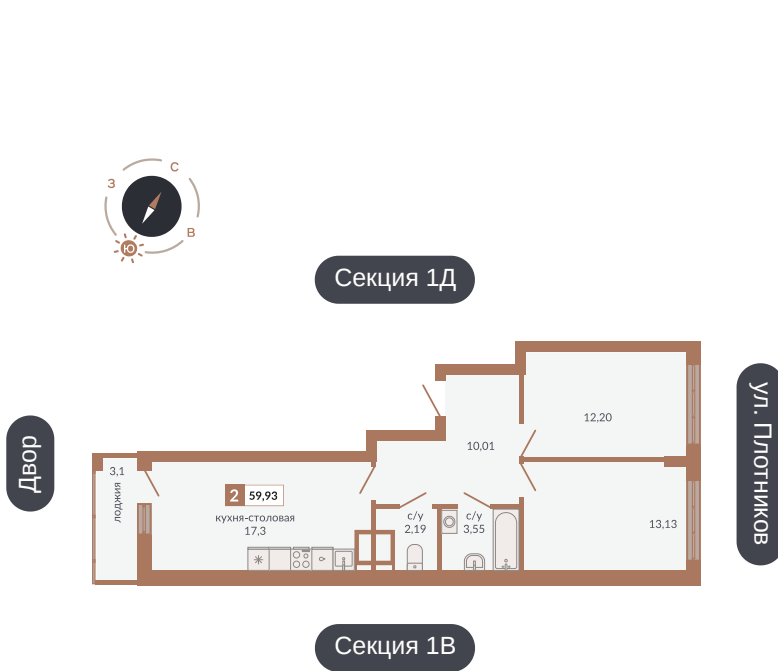 С
З
В
Ю
Секция 1Д
ул. Плотников
Двор
12,20
10,01
3,1
лоджия
2 59,93
кухня-столовая
17,3
с/у
2,19
с/у
3,55
13,13
Секция 1В